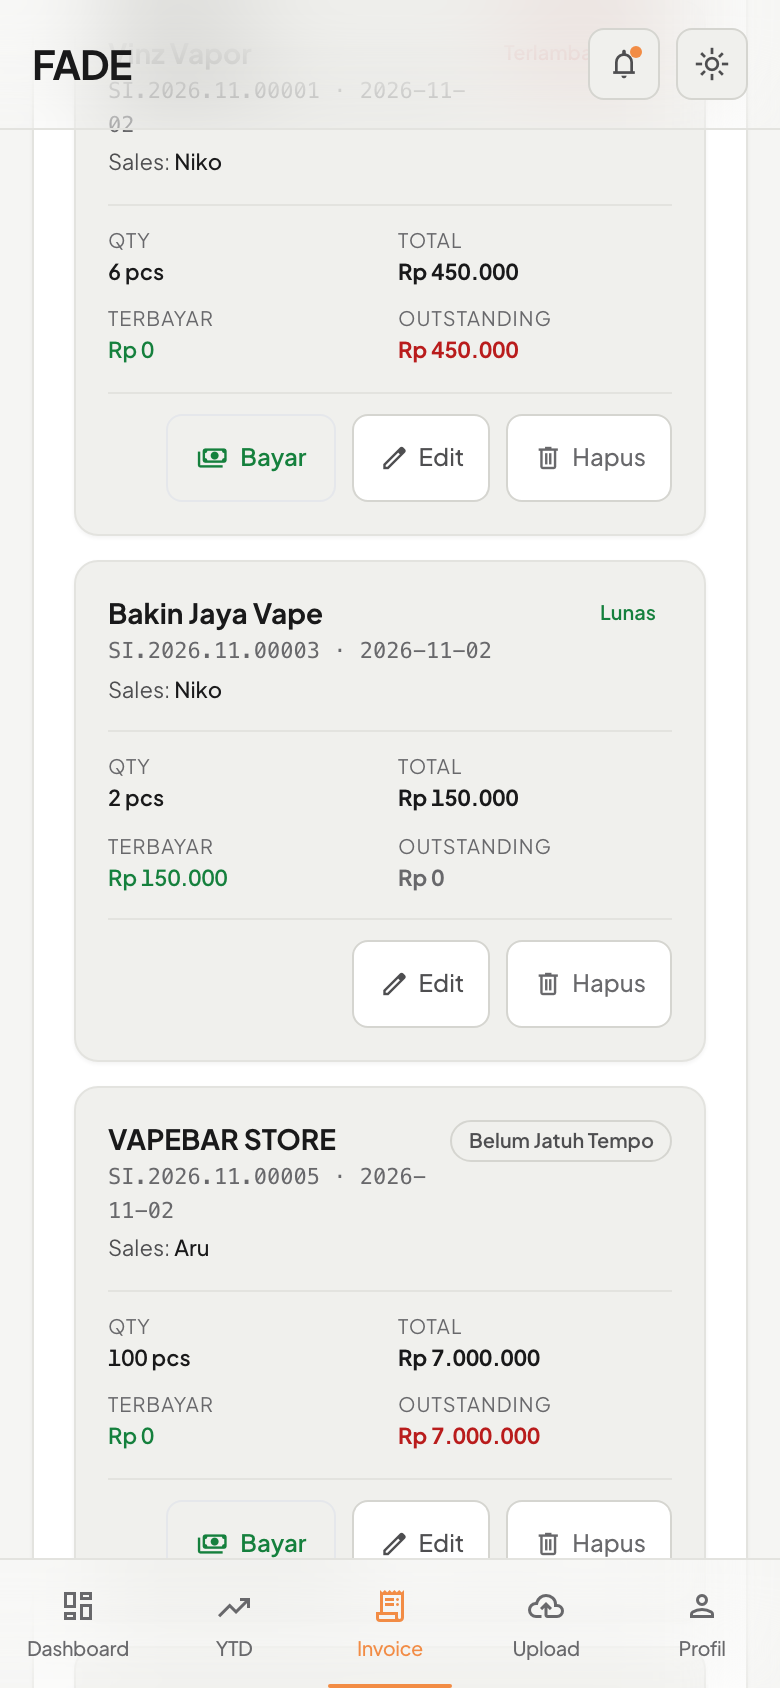 FADE
Vinz Vapor
Terlamba
SI.2026.11.00001 · 2026-11-
02
Sales: Niko
QTY
TOTAL
6 pcs
Rp 450.000
TERBAYAR
OUTSTANDING
Rp 0
Rp 450.000
Bayar
Edit
Hapus
Bakin Jaya Vape
Lunas
SI.2026.11.00003 · 2026-11-02
Sales: Niko
QTY
TOTAL
2 pcs
Rp 150.000
TERBAYAR
OUTSTANDING
Rp 150.000
Rp 0
Edit
Hapus
VAPEBAR STORE
Belum Jatuh Tempo
SI.2026.11.00005 · 2026-
11-02
Sales: Aru
QTY
TOTAL
100 pcs
Rp 7.000.000
TERBAYAR
OUTSTANDING
Rp 0
Rp 7.000.000
Bayar
Edit
Hapus
Dashboard
YTD
Invoice
Upload
Profil